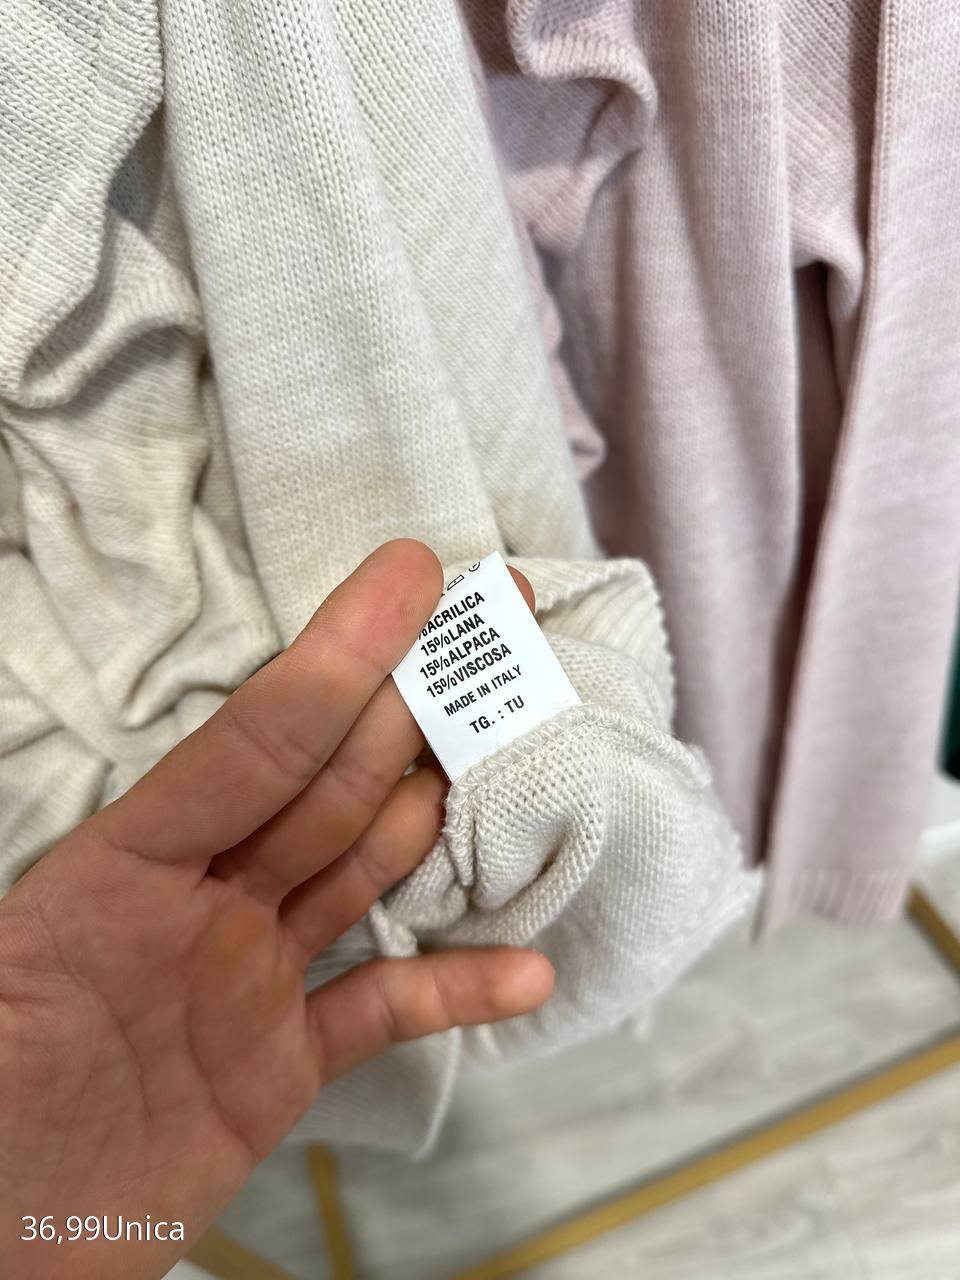 %ACRILICA
15%LANA
15%ALPACA
15%VISCOSA
MADE IN ITALY
TG. : TU
36,99Unica